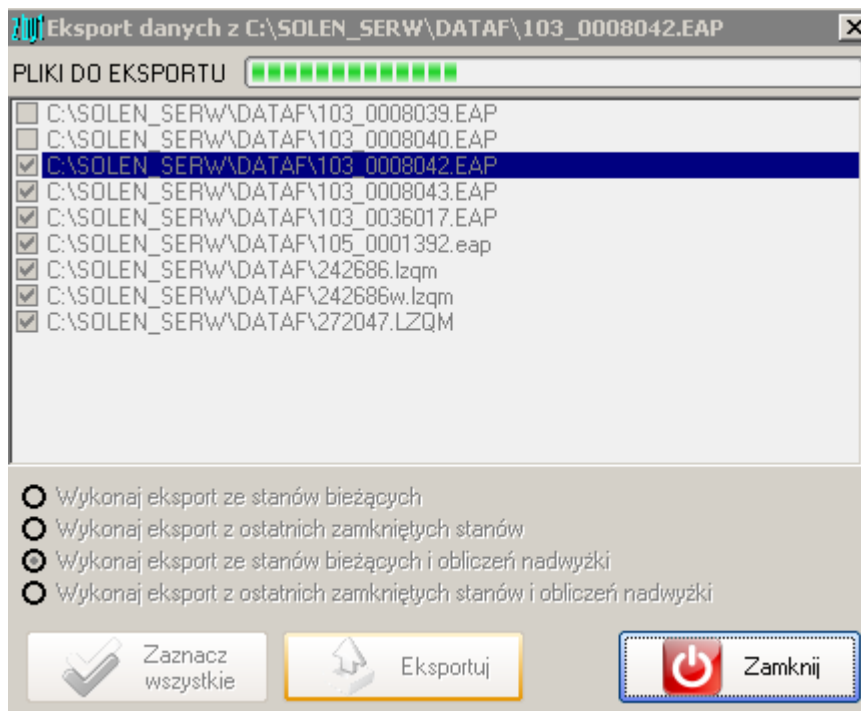 Eksport danych z C:\SOLEN_SERW\DATAF\103_0008042.EAP
PLIKI DO EKSPORTU
C:\SOLEN_SERW\DATAF\103_0008039.EAP
C:\SOLEN_SERW\DATAF\103_0008040.EAP
C:\SOLEN_SERW\DATAF\103_0008042.EAP
C:\SOLEN_SERW\DATAF\103_0008043.EAP
C:\SOLEN_SERW\DATAF\103_0036017.EAP
C:\SOLEN_SERW\DATAF\105_0001392.eap
C:\SOLEN_SERW\DATAF\242686.lzqm
C:\SOLEN_SERW\DATAF\242686w.lzqm
C:\SOLEN_SERW\DATAF\272047.LZQM
Wykonaj eksport ze stanów bieżących
Wykonaj eksport z ostatnich zamkniętych stanów
Wykonaj eksport ze stanów bieżących i obliczeń nadwyżki
Wykonaj eksport z ostatnich zamkniętych stanów i obliczeń nadwyżki
Zaznacz
wszystkie
Eksportuj
Zamknij